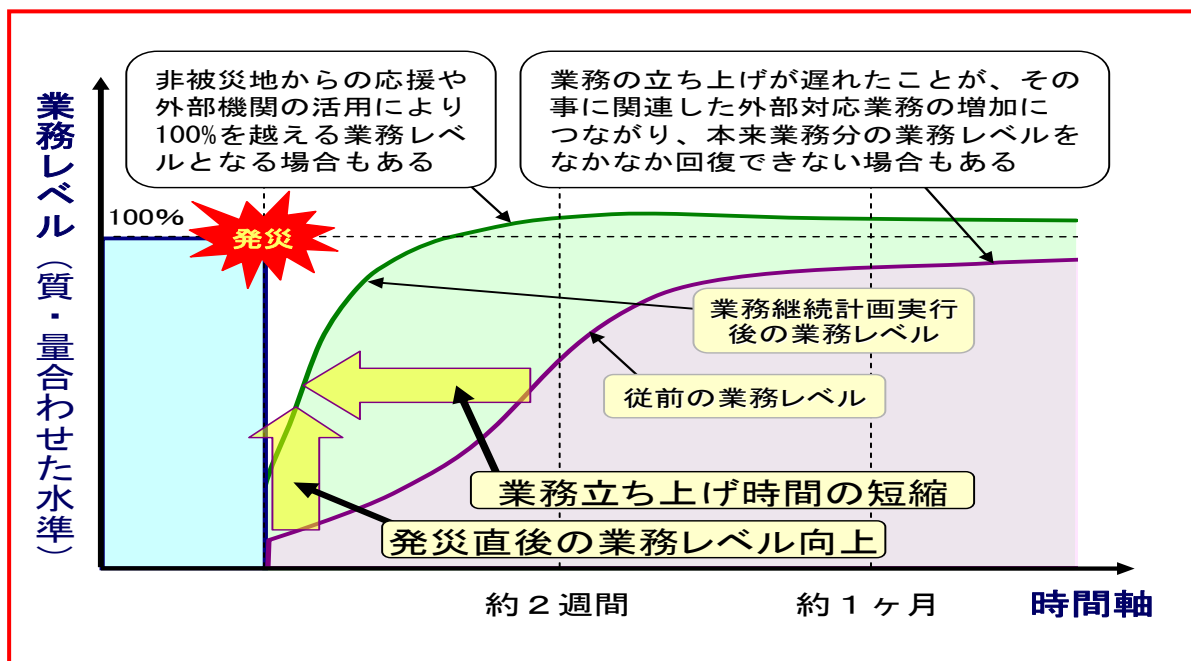 非被災地からの応援や
外部機関の活用により
100%を越える業務レベ
ルとなる場合もある
業務の立ち上げが遅れたことが、その
事に関連した外部対応業務の増加に
つながり、本来業務分の業務レベルを
なかなか回復できない場合もある
業務レベル（質・量合わせた水準）
100%
発災
業務継続計画実行
後の業務レベル
従前の業務レベル
業務立ち上げ時間の短縮
発災直後の業務レベル向上
約２週間
約１ヶ月
時間軸